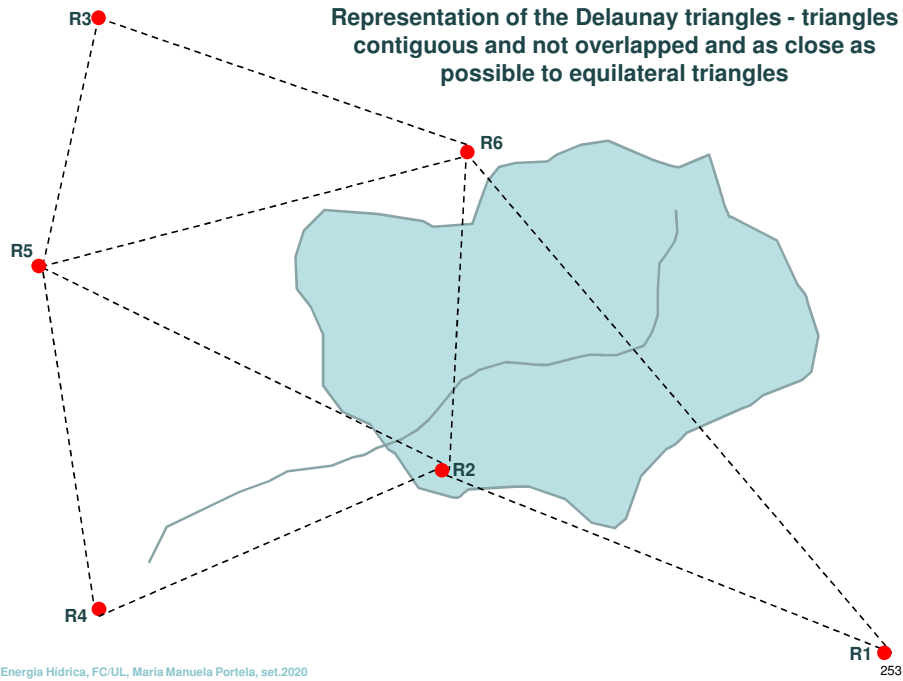 Representation of the Delaunay triangles - triangles
contiguous and not overlapped and as close as
possible to equilateral triangles
R3
R6
R5
R2
R4
R1
Energia Hídrica, FC/UL, Maria Manuela Portela, set.2020
253